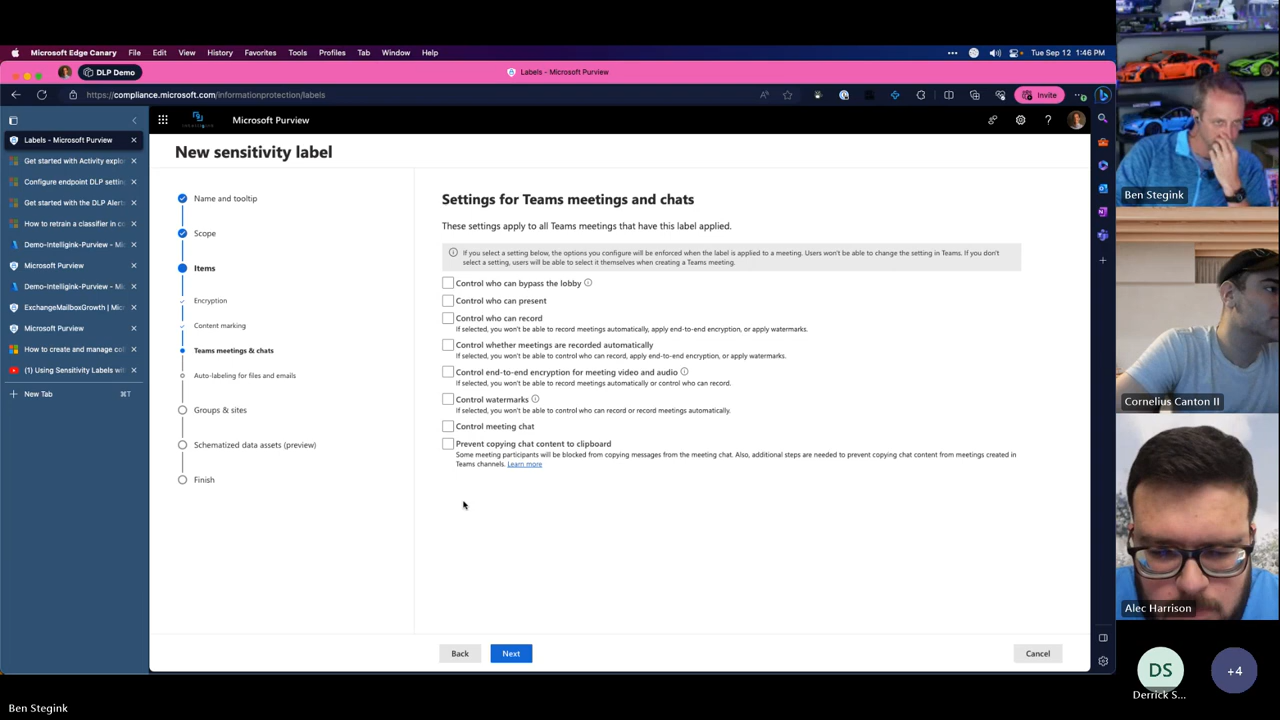 Microsoft Edge Canary File Edit View History Favorites Tools Profiles Tab Window Help
Tue Sep 12 1:46 PM
DLP Demo
Labels - Microsoft Purview
https://compliance.microsoft.com/informationprotection/labels
Invite
Labels - Microsoft Purview
Get started with Activity explo
Configure endpoint DLP settin
Get started with the DLP Alert
How to retrain a classifier in co
Demo-Intelligink-Purview -
Microsoft Purview
Demo-Intelligink-Purview -
ExchangeMailboxGrowth | Mic
Microsoft Purview
How to create and manage co
(1) Using Sensitivity Labels wit
New Tab ⌘T
Microsoft Purview
New sensitivity label
Name and tooltip
Scope
Items
Encryption
Content marking
Teams meetings & chats
Auto-labeling for files and emails
Groups & sites
Schematized data assets (preview)
Finish
Settings for Teams meetings and chats
These settings apply to all Teams meetings that have this label applied.
If you select a setting below, the options you configure will be enforced when the label is applied to a meeting. Users won't be able to change the setting in Teams. If you don't
select a setting, users will be able to select it themselves when creating a Teams meeting.
Control who can bypass the lobby
Control who can present
Control who can record
If selected, you won't be able to record meetings automatically, apply end-to-end encryption, or apply watermarks.
Control whether meetings are recorded automatically
If selected, you won't be able to control who can record, apply end-to-end encryption, or apply watermarks.
Control end-to-end encryption for meeting video and audio
If selected, you won't be able to record meetings automatically or control who can record.
Control watermarks
If selected, you won't be able to control who can record or record meetings automatically.
Control meeting chat
Prevent copying chat content to clipboard
Some meeting participants will be blocked from copying messages from the meeting chat. Also, additional steps are needed to prevent copying chat content from meetings created in
Teams channels. Learn more
Back
Next
Cancel
Ben Stegink
Cornelius Canton II
Alec Harrison
DS
Derrick S...
+4
Ben Stegink